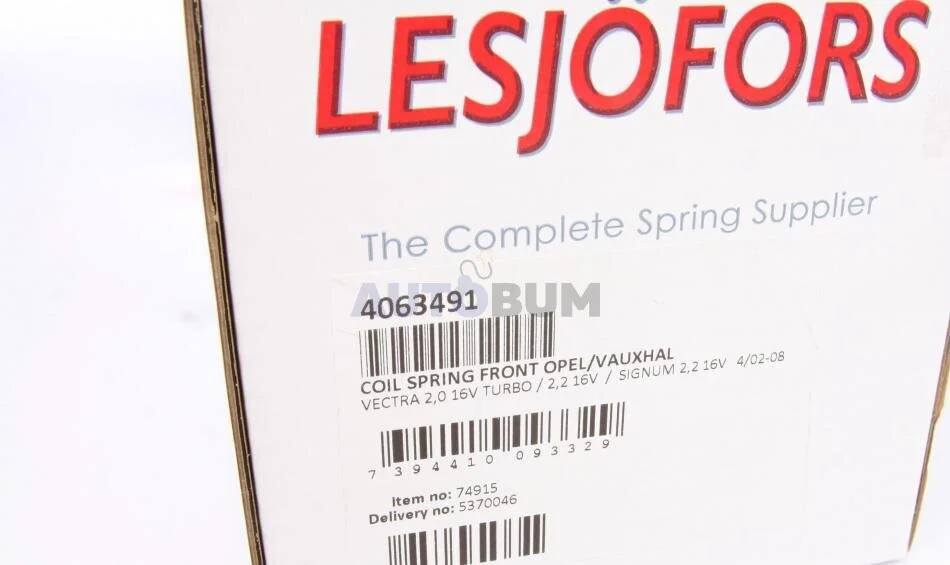 LESJÖFORS
The Complete Spring Supplier
AUTOBUM
4063491
COIL SPRING FRONT OPEL/VAUXHAL
VECTRA 2,0 16V TURBO / 2,2 16V / SIGNUM 2,2 16V 4/02-08
7 394410 093329
Item no: 74915
Delivery no: 5370046